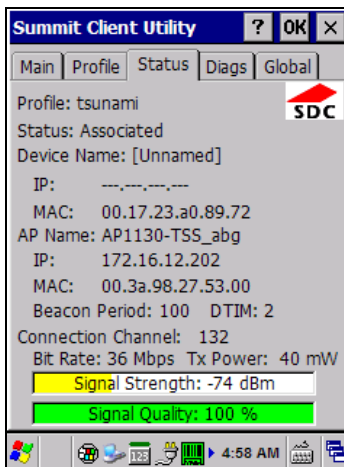 Summit Client Utility ? OK ×
Main Profile Status Diags Global
Profile: tsunami
SDC
Status: Associated
Device Name: [Unnamed]
IP: ---.---.---.---
MAC: 00.17.23.a0.89.72
AP Name: AP1130-TSS_abg
IP: 172.16.12.202
MAC: 00.3a.98.27.53.00
Beacon Period: 100 DTIM: 2
Connection Channel: 132
Bit Rate: 36 Mbps Tx Power: 40 mW
Signal Strength: -74 dBm
Signal Quality: 100 %
123 4:58 AM